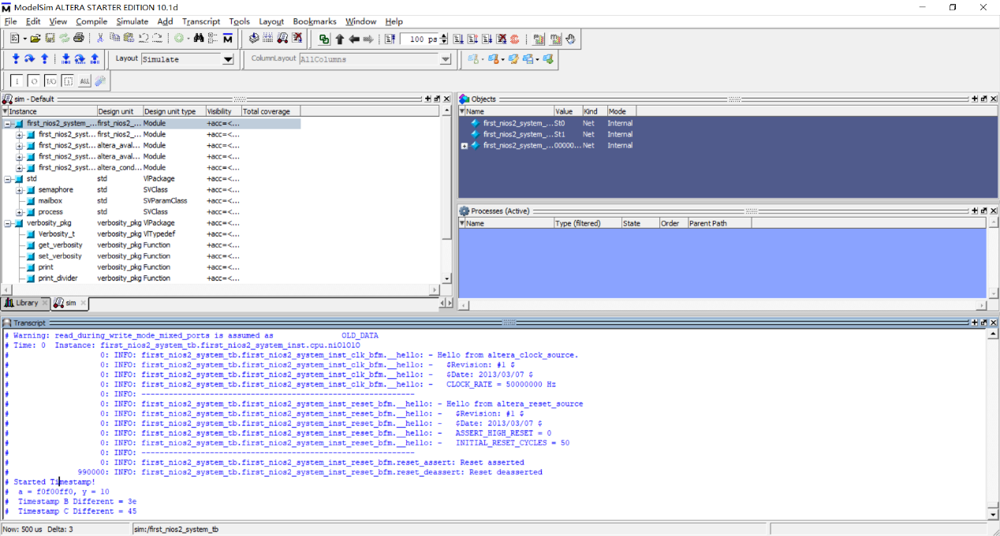 ModelSim ALTERA STARTER EDITION 10.1d
File Edit View Compile Simulate Add Transcript Tools Layout Bookmarks Window Help
100 ps
Layout Simulate ColumnLayout AllColumns
ALL
sim - Default
Instance Design unit Design unit type Visibility Total coverage
first_nios2_system_... first_nios2_... Module +acc=<...
first_nios2_syst... first_nios2_... Module +acc=<...
first_nios2_syst... altera_aval... Module +acc=<...
first_nios2_syst... altera_aval... Module +acc=<...
first_nios2_syst... altera_cond... Module +acc=<...
std std VlPackage +acc=<...
semaphore std SVClass +acc=<...
mailbox std SVParamClass +acc=<...
process std SVClass +acc=<...
verbosity_pkg verbosity_pkg VlPackage +acc=<...
Verbosity_t verbosity_pkg VlTypedef +acc=<...
get_verbosity verbosity_pkg Function +acc=<...
set_verbosity verbosity_pkg Function +acc=<...
print verbosity_pkg Function +acc=<...
print_divider verbosity_pkg Function +acc=<...
Library sim
Objects
Name Value Kind Mode
first_nios2_system_... St0 Net Internal
first_nios2_system_... St1 Net Internal
first_nios2_system_... 00000... Net Internal
Processes (Active)
Name Type (filtered) State Order Parent Path
Transcript
# Warning: read_during_write_mode_mixed_ports is assumed as OLD_DATA
# Time: 0 Instance: first_nios2_system_tb.first_nios2_system_inst.cpu.ni0l0l0
# 0: INFO: first_nios2_system_tb.first_nios2_system_inst_clk_bfm.__hello: - Hello from altera_clock_source.
# 0: INFO: first_nios2_system_tb.first_nios2_system_inst_clk_bfm.__hello: - $Revision: #1 $
# 0: INFO: first_nios2_system_tb.first_nios2_system_inst_clk_bfm.__hello: - $Date: 2013/03/07 $
# 0: INFO: first_nios2_system_tb.first_nios2_system_inst_clk_bfm.__hello: - CLOCK_RATE = 50000000 Hz
# 0: INFO: ------------------------------------------------------------
# 0: INFO: first_nios2_system_tb.first_nios2_system_inst_reset_bfm.__hello: - Hello from altera_reset_source
# 0: INFO: first_nios2_system_tb.first_nios2_system_inst_reset_bfm.__hello: - $Revision: #1 $
# 0: INFO: first_nios2_system_tb.first_nios2_system_inst_reset_bfm.__hello: - $Date: 2013/03/07 $
# 0: INFO: first_nios2_system_tb.first_nios2_system_inst_reset_bfm.__hello: - ASSERT_HIGH_RESET = 0
# 0: INFO: first_nios2_system_tb.first_nios2_system_inst_reset_bfm.__hello: - INITIAL_RESET_CYCLES = 50
# 0: INFO: ------------------------------------------------------------
# 0: INFO: first_nios2_system_tb.first_nios2_system_inst_reset_bfm.reset_assert: Reset asserted
# 990000: INFO: first_nios2_system_tb.first_nios2_system_inst_reset_bfm.reset_deassert: Reset deasserted
# Started Timestamp!
# a = f0f00ff0, y = 10
# Timestamp B Different = 3e
# Timestamp C Different = 45
Now: 500 us Delta: 3 sim:/first_nios2_system_tb